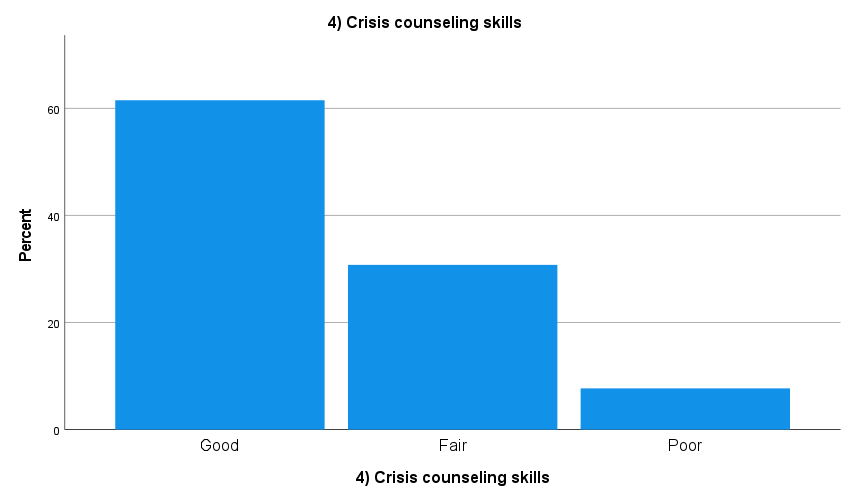 4) Crisis counseling skills
Percent
60
40
20
0
Good Fair Poor
4) Crisis counseling skills